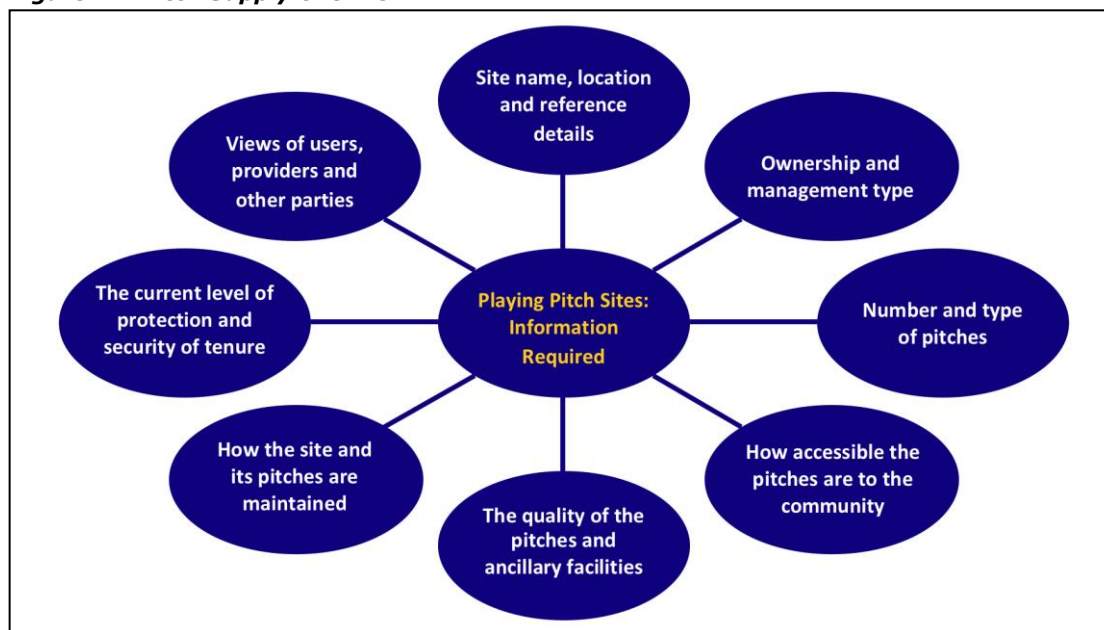 Site name, location
and reference
details
Views of users,
providers and
other parties
Ownership and
management type
The current level of
protection and
security of tenure
Playing Pitch Sites:
Information
Required
Number and type
of pitches
How the site and
its pitches are
maintained
How accessible the
pitches are to the
community
The quality of the
pitches and
ancillary facilities